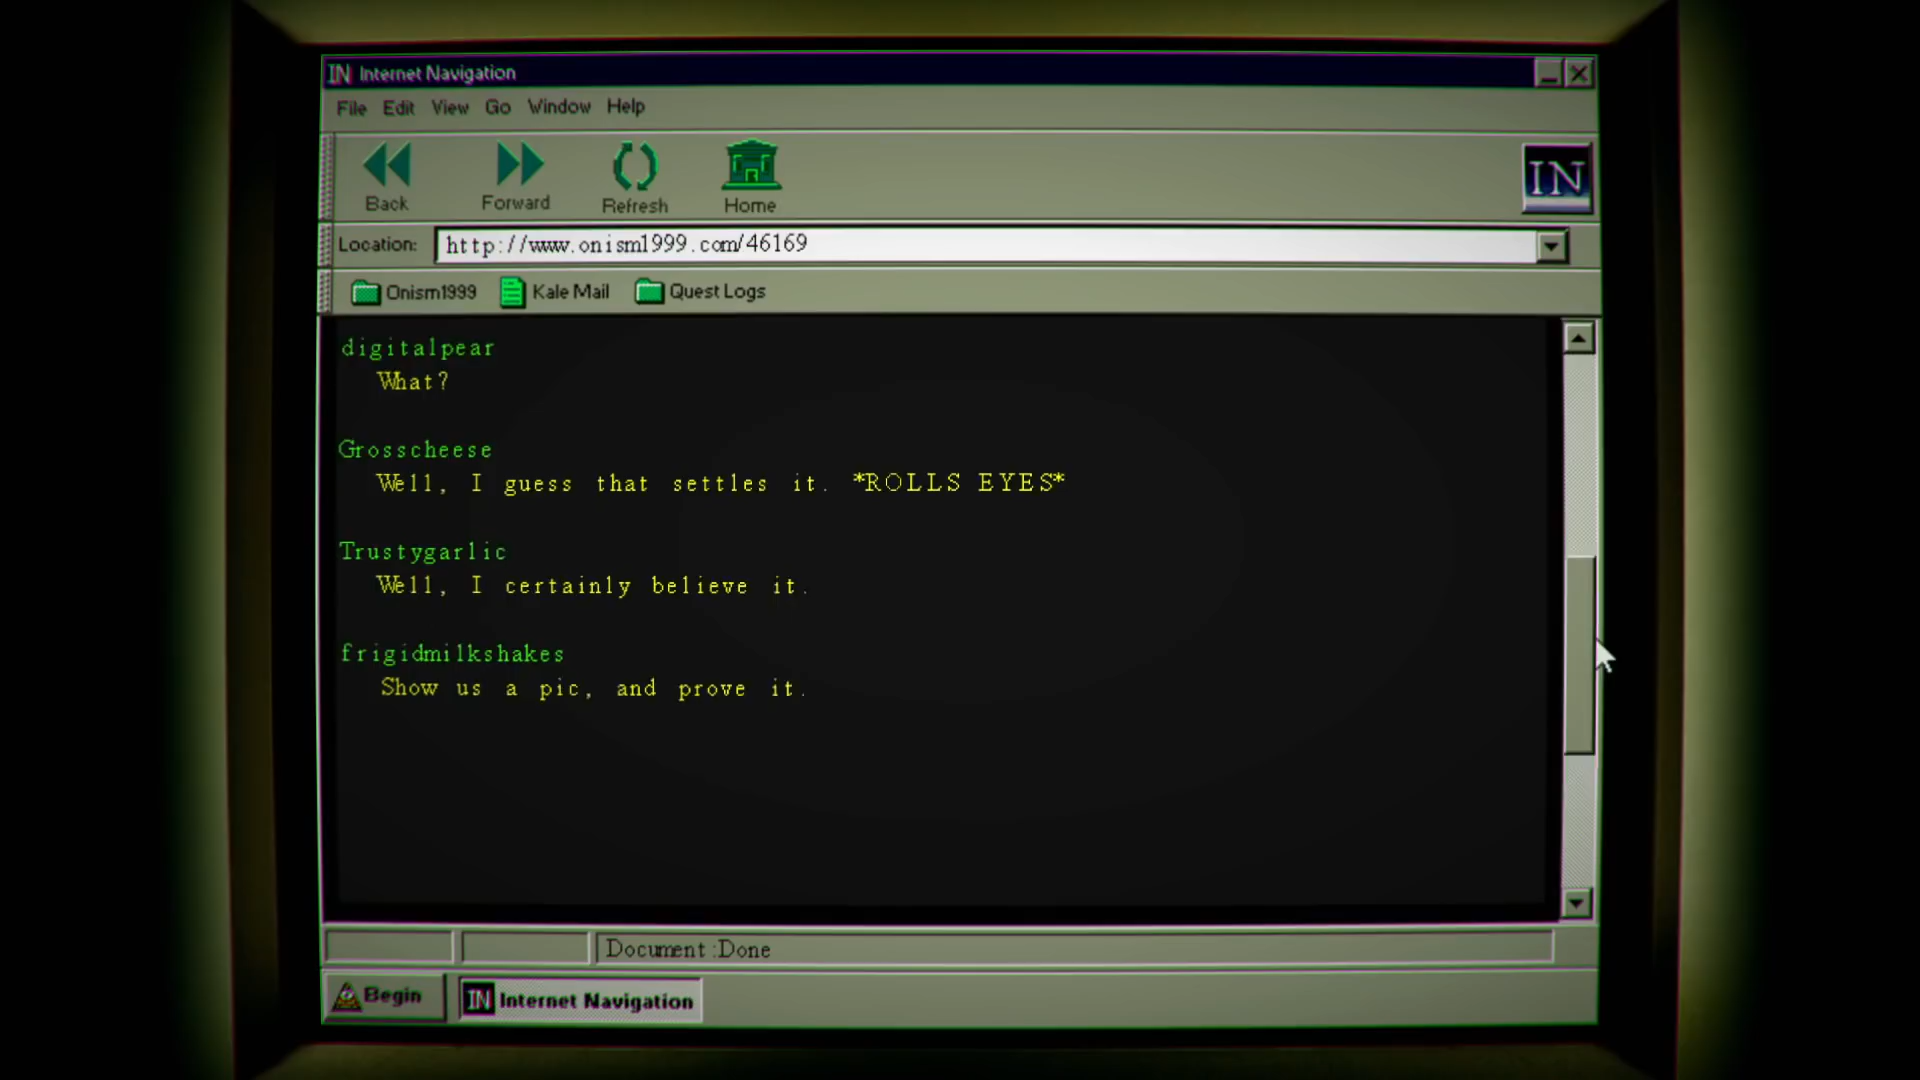 IN Internet Navigation
File Edit View Go Window Help
Back Forward Refresh Home
IN
Location: http://www.onism1999.com/46169
Onism1999 Kale Mail Quest Logs
digitalpear
What?
Grosscheese
Well, I guess that settles it. *ROLLS EYES*
Trustygarlic
Well, I certainly believe it.
frigidmilkshakes
Show us a pic, and prove it.
Document :Done
Begin IN Internet Navigation